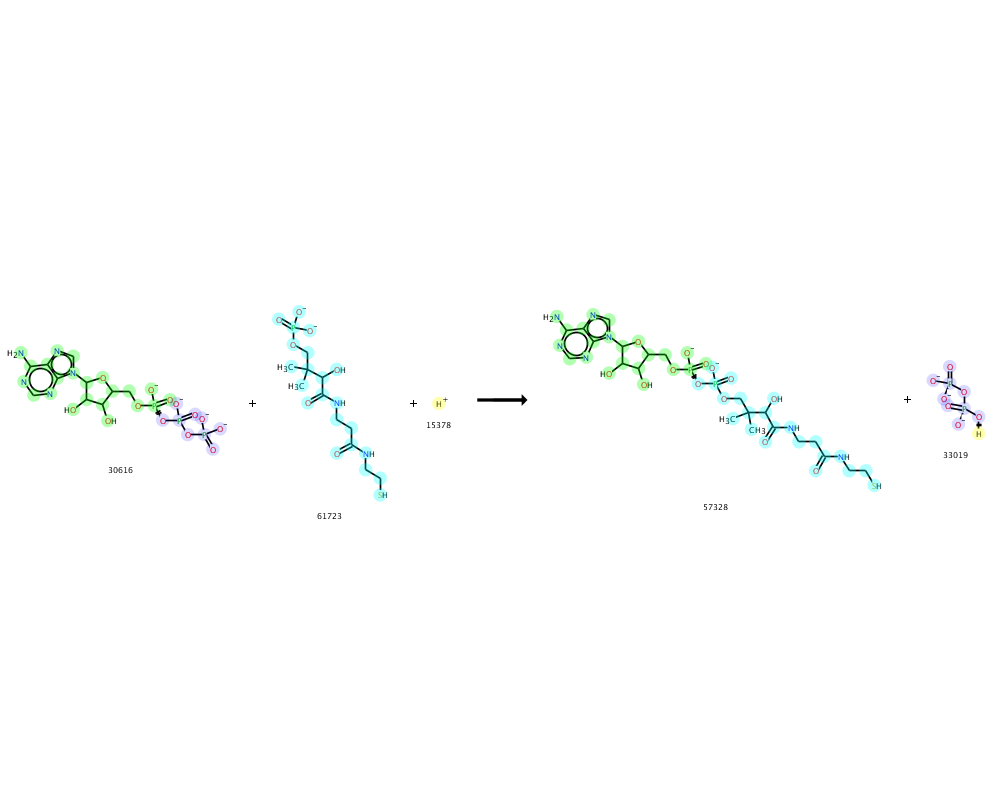 H₂N N N N N O HO OH O P O⁻ O O P O⁻ O O P O⁻ O⁻ O
30616
+
O O⁻ P O⁻ O H₃C H₃C OH O NH O NH SH
61723
+
H⁺
15378
H₂N N N N N O HO OH O P O⁻ O O P O⁻ O O H₃C CH₃ OH O NH O NH SH
57328
+
O O⁻ P O⁻ O O P O⁻ O H
33019